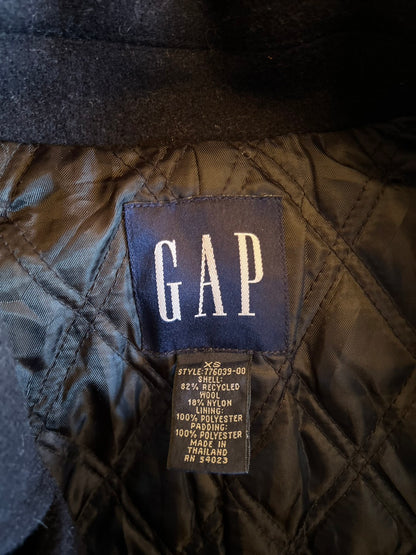 GAP
XS
STYLE:776039-00
SHELL:
82% RECYCLED
WOOL
18% NYLON
LINING:
100% POLYESTER
PADDING:
100% POLYESTER
MADE IN
THAILAND
RN 54023